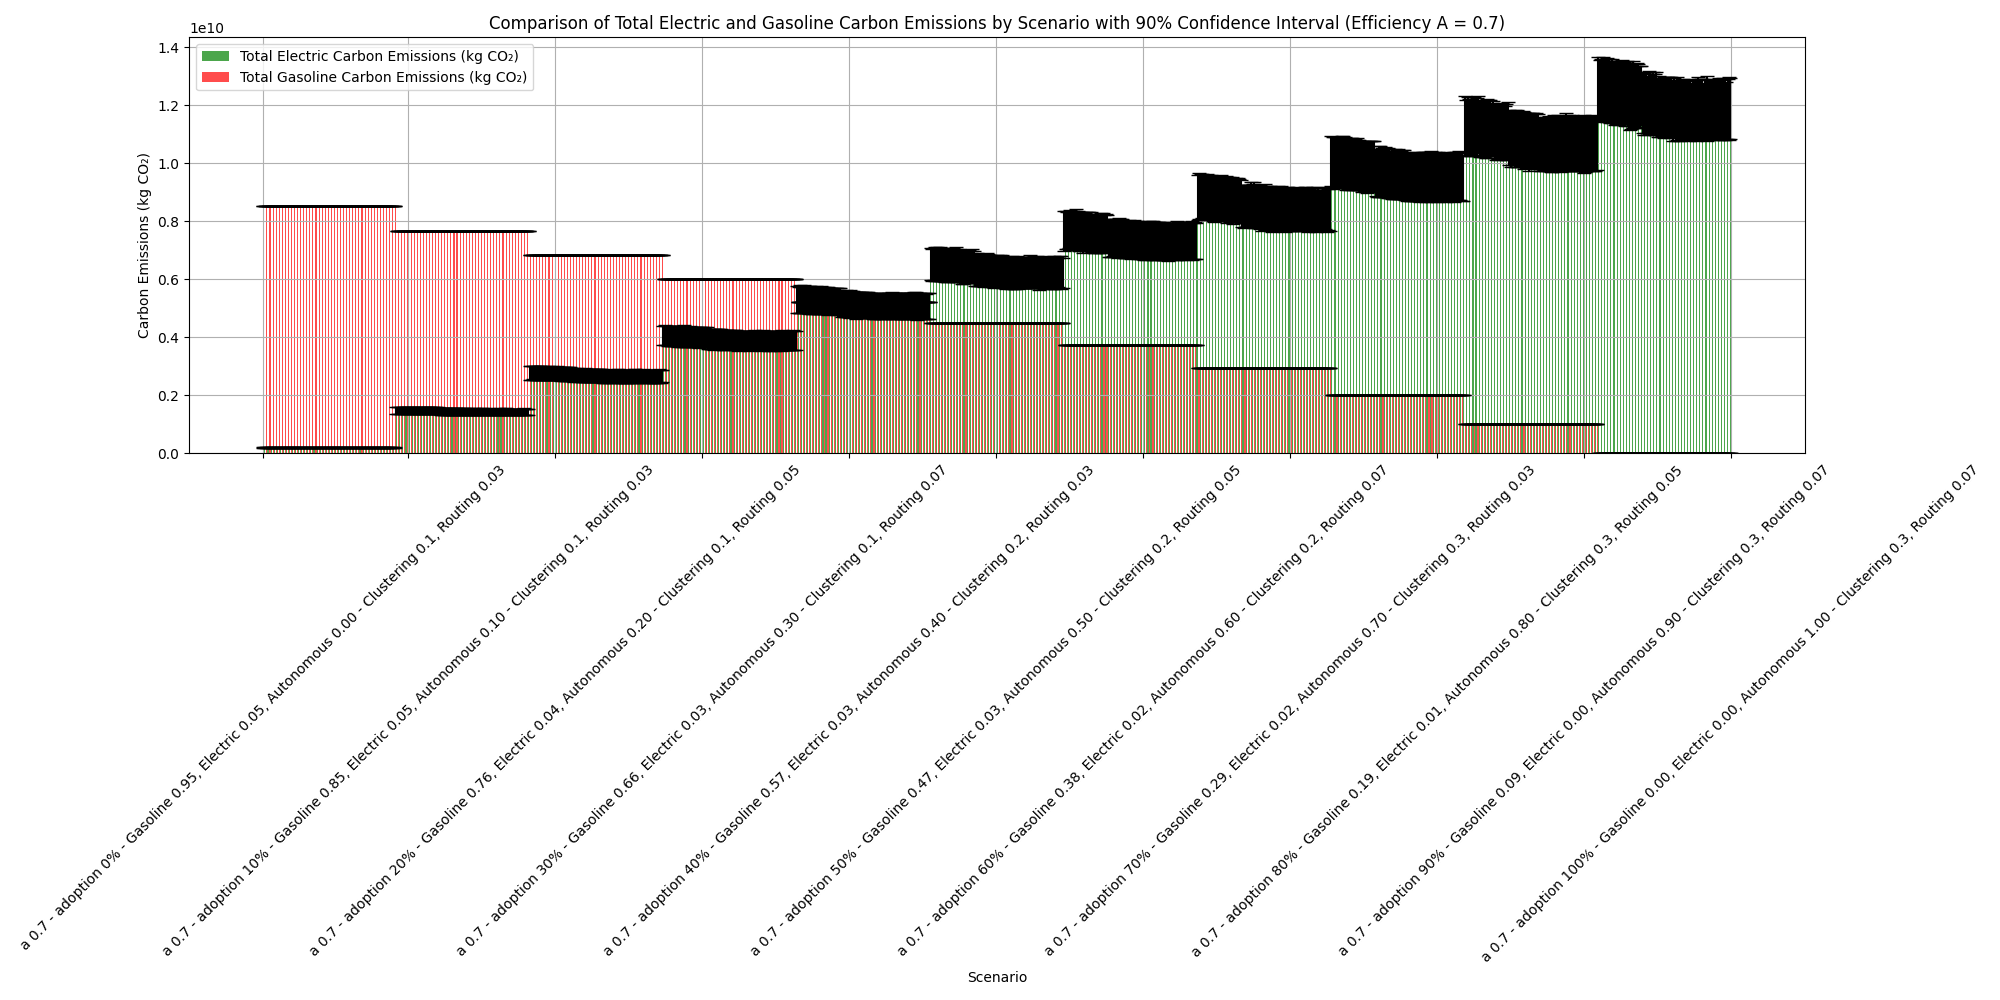 Comparison of Total Electric and Gasoline Carbon Emissions by Scenario with 90% Confidence Interval (Efficiency A = 0.7)
1e10
1.4
1.2
1.0
0.8
0.6
0.4
0.2
0.0
Carbon Emissions (kg CO₂)
Total Electric Carbon Emissions (kg CO₂)
Total Gasoline Carbon Emissions (kg CO₂)
a 0.7 - adoption 0% - Gasoline 0.95, Electric 0.05, Autonomous 0.00 - Clustering 0.1, Routing 0.03
a 0.7 - adoption 10% - Gasoline 0.85, Electric 0.05, Autonomous 0.10 - Clustering 0.1, Routing 0.03
a 0.7 - adoption 20% - Gasoline 0.76, Electric 0.04, Autonomous 0.20 - Clustering 0.1, Routing 0.05
a 0.7 - adoption 30% - Gasoline 0.66, Electric 0.03, Autonomous 0.30 - Clustering 0.1, Routing 0.07
a 0.7 - adoption 40% - Gasoline 0.57, Electric 0.03, Autonomous 0.40 - Clustering 0.2, Routing 0.03
a 0.7 - adoption 50% - Gasoline 0.47, Electric 0.03, Autonomous 0.50 - Clustering 0.2, Routing 0.05
a 0.7 - adoption 60% - Gasoline 0.38, Electric 0.02, Autonomous 0.60 - Clustering 0.2, Routing 0.07
a 0.7 - adoption 70% - Gasoline 0.29, Electric 0.02, Autonomous 0.70 - Clustering 0.3, Routing 0.03
a 0.7 - adoption 80% - Gasoline 0.19, Electric 0.01, Autonomous 0.80 - Clustering 0.3, Routing 0.05
a 0.7 - adoption 90% - Gasoline 0.09, Electric 0.00, Autonomous 0.90 - Clustering 0.3, Routing 0.07
a 0.7 - adoption 100% - Gasoline 0.00, Electric 0.00, Autonomous 1.00 - Clustering 0.3, Routing 0.07
Scenario